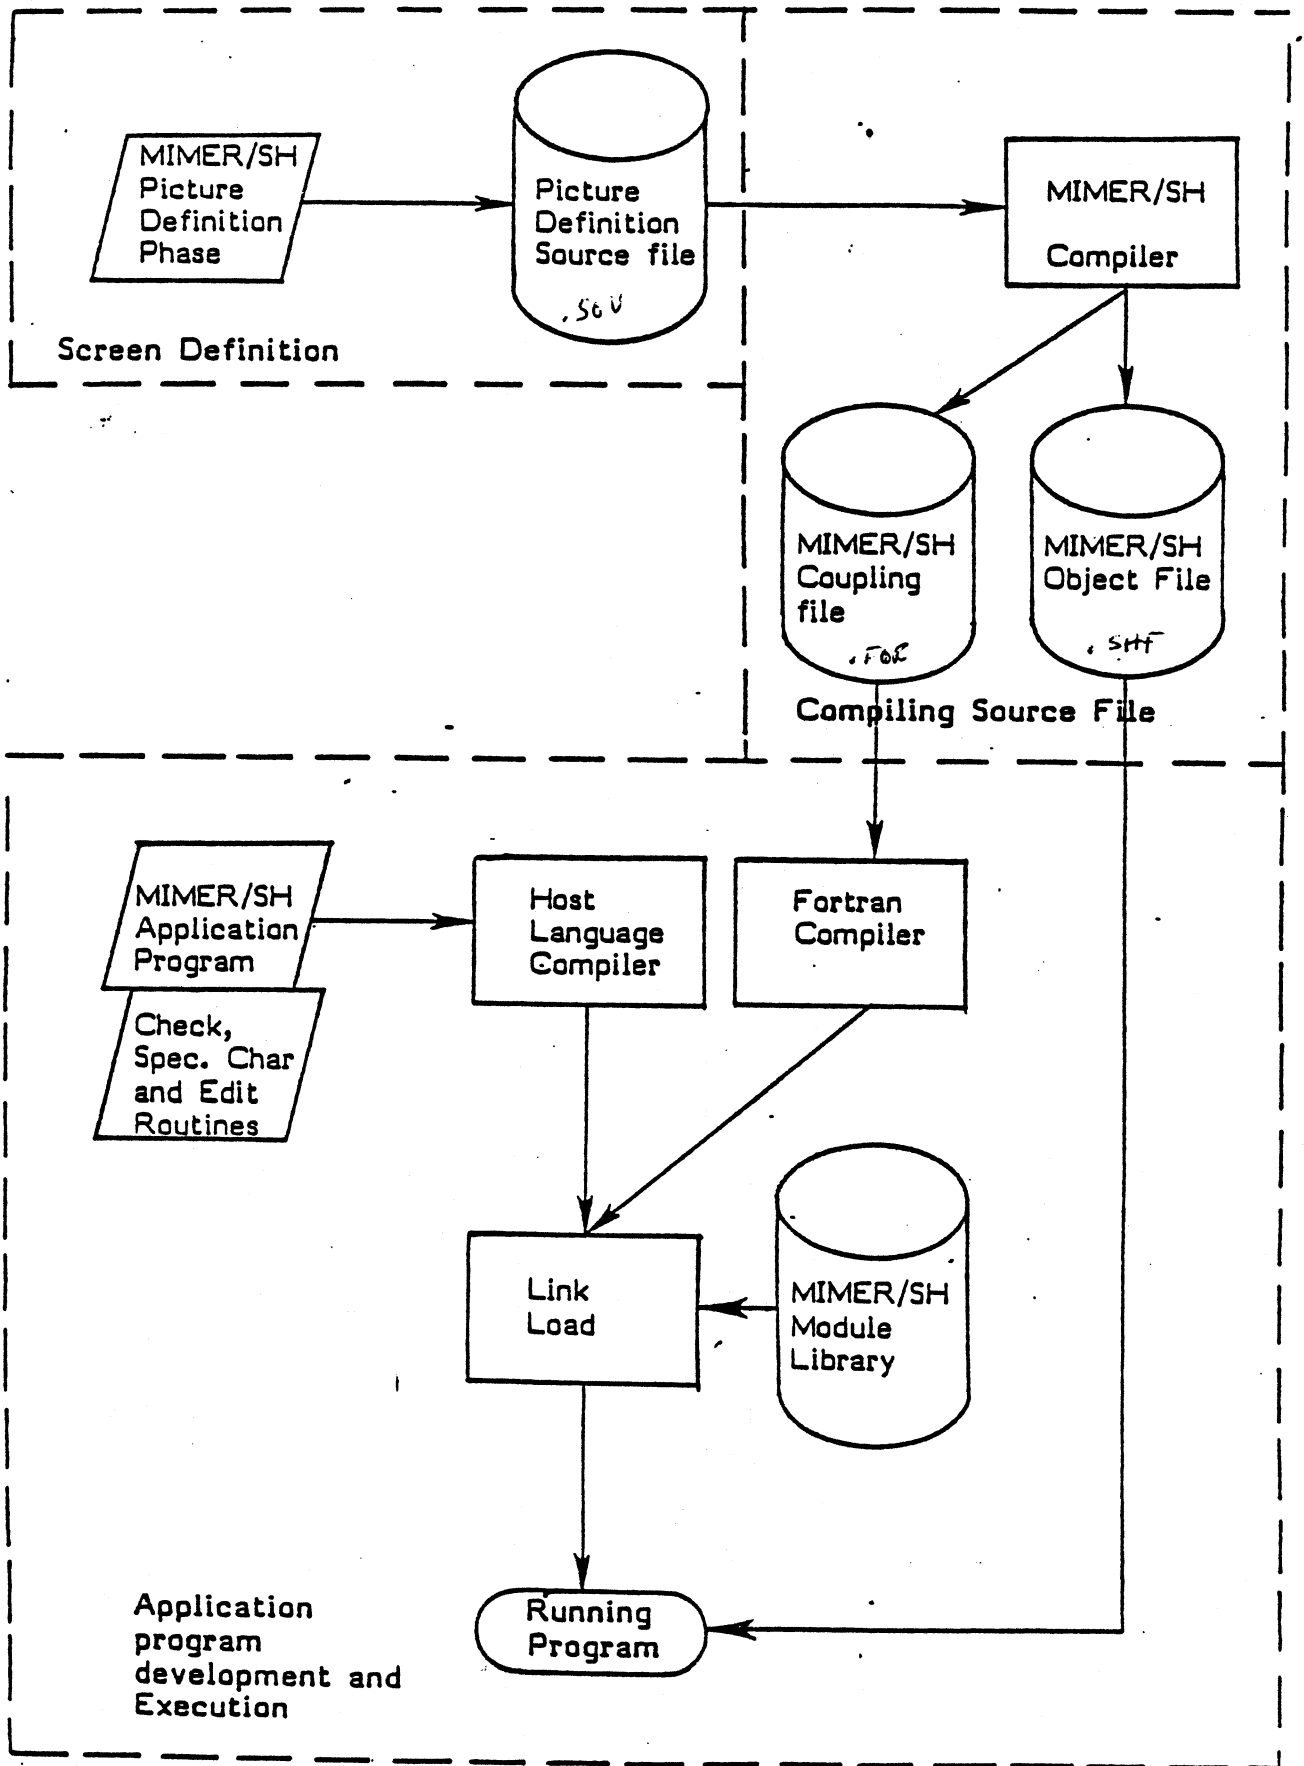 MIMER/SH
Picture
Definition
Phase
Picture
Definition
Source file
MIMER/SH
Compiler
Screen Definition
MIMER/SH
Coupling
file
.FOR
MIMER/SH
Object File
.SHF
Compiling Source File
MIMER/SH
Application
Program
Host
Language
Compiler
Fortran
Compiler
Check,
Spec. Char
and Edit
Routines
Link
Load
MIMER/SH
Module
Library
Running
Program
Application
program
development and
Execution